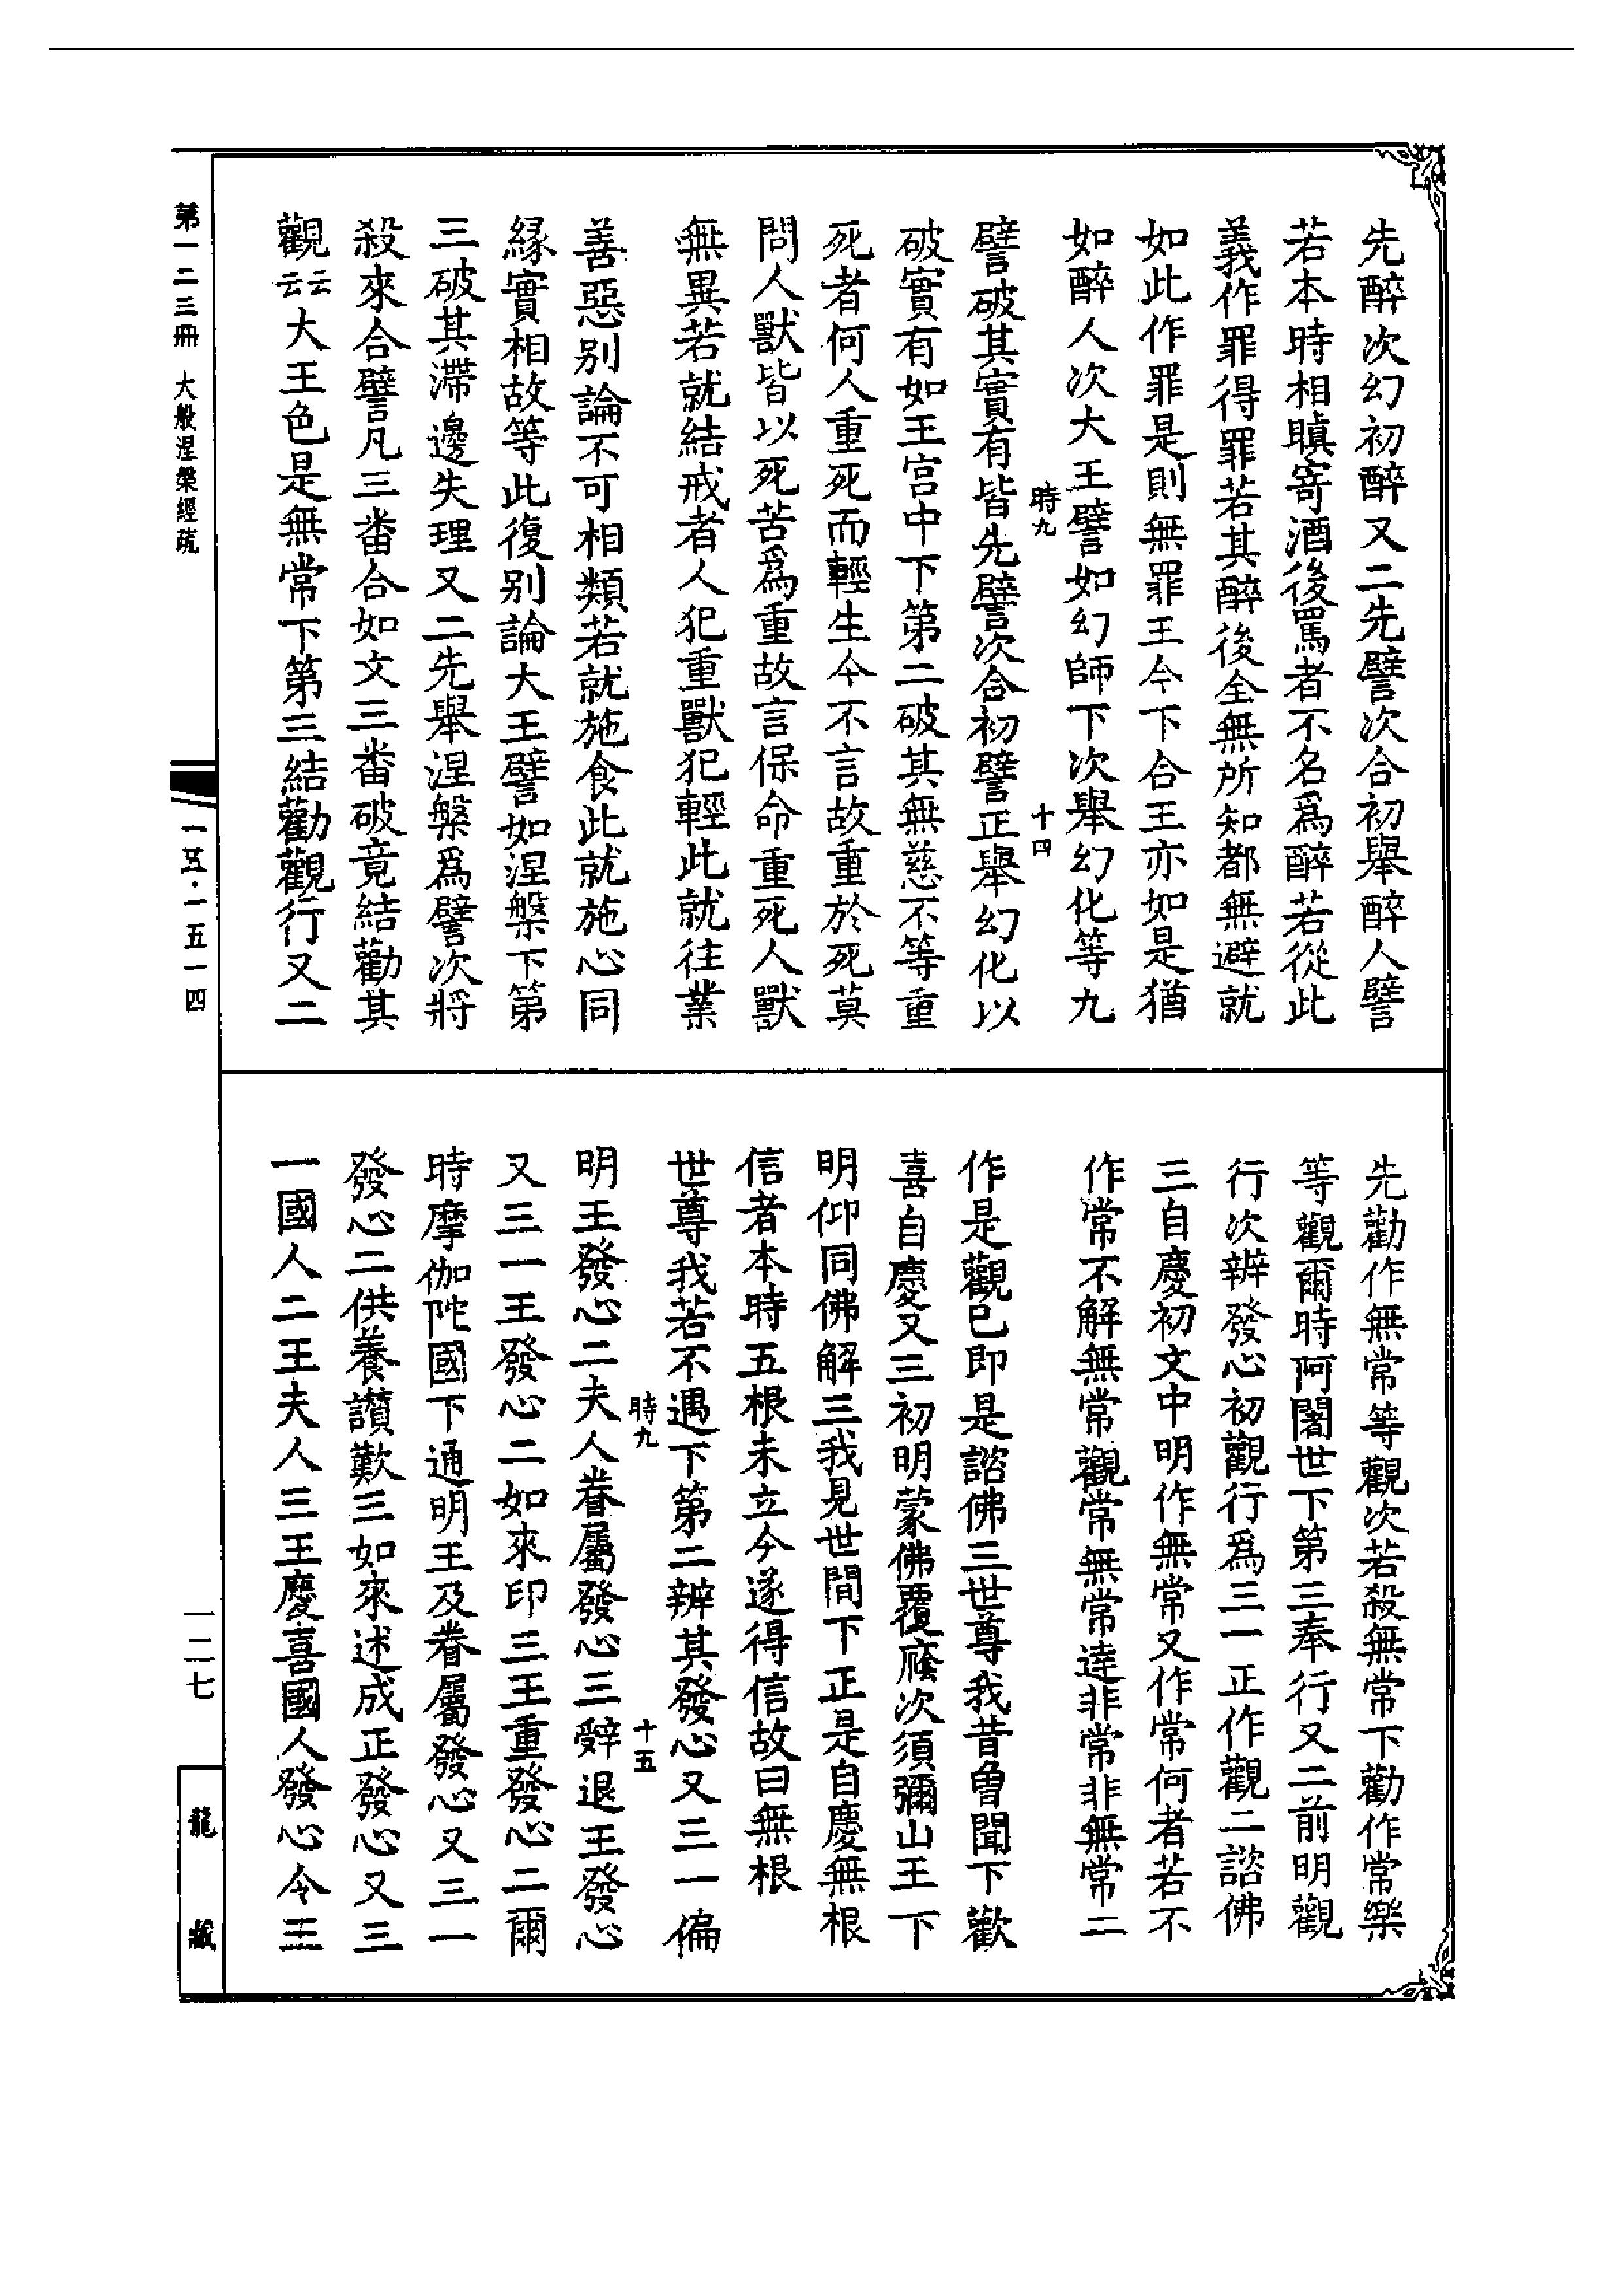 先醉次幻初醉又二先譬次合初舉醉人譬
若本時相瞋寄酒後罵者不名爲醉若從此
義作罪得罪若其醉後全無所知都無避就
如此作罪是則無罪王今下合王亦如是猶
如醉人次大王譬如幻師下次舉幻化等九
時九
十四
譬破其實有皆先譬次合初譬正舉幻化以
破實有如王宮中下第二破其無慈不等重
死者何人重死而輕生今不言故重於死莫
問人獸皆以死苦爲重故言保命重死人獸
無異若就結戒者人犯重獸犯輕此就往業
善惡別論不可相類若就施食此就施心同
緣實相故等此復別論大王譬如涅槃下第
三破其滯邊失理又二先舉涅槃爲譬次將
殺來合譬凡三畨合如文三畨破竟結勸其
觀云云大王色是無常下第三結勸觀行又二
先勸作無常等觀次若殺無常下勸作常樂
等觀爾時阿闍世下第三奉行又二前明觀
行次辨發心初觀行爲三一正作觀二諮佛
三自慶初文中明作無常又作常何者若不
作常不解無常觀常無常達非常非無常二
作是觀已即是諮佛三世尊我昔曾聞下歡
喜自慶又三初明蒙佛覆廕次須彌山王下
明仰同佛解三我見世間下正是自慶無根
信者本時五根未立今遂得信故曰無根
世尊我若不遇下第二辨其發心又三一偏
時九
十五
明王發心二夫人眷屬發心三辭退王發心
又三一王發心二如來印三王重發心二爾
時摩伽陀國下通明王及眷屬發心又三一
發心二供養讚歎三如來述成正發心又三
一國人二王夫人三王慶喜國人發心令王
第一二三冊 大般涅槃經疏
一五·一五一四
一二七
龍藏